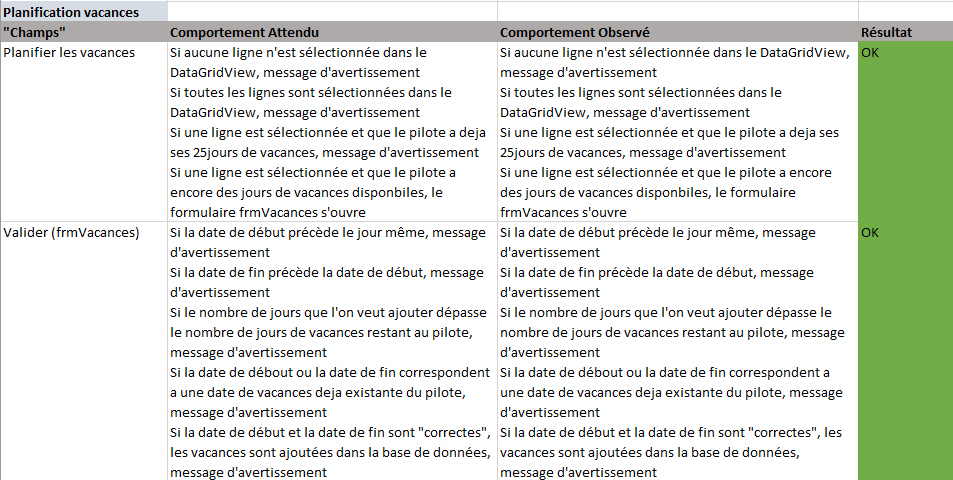 Planification vacances
"Champs" Comportement Attendu Comportement Observé Résultat
Planifier les vacances
Si aucune ligne n'est sélectionnée dans le
DataGridView, message d'avertissement
Si toutes les lignes sont sélectionnées dans le
DataGridView, message d'avertissement
Si une ligne est sélectionnée et que le pilote a deja
ses 25jours de vacances, message d'avertissement
Si une ligne est sélectionnée et que le pilote a
encore des jours de vacances disponbiles, le
formulaire frmVacances s'ouvre
Si aucune ligne n'est sélectionnée dans le DataGridView,
message d'avertissement
Si toutes les lignes sont sélectionnées dans le
DataGridView, message d'avertissement
Si une ligne est sélectionnée et que le pilote a deja ses
25jours de vacances, message d'avertissement
Si une ligne est sélectionnée et que le pilote a encore
des jours de vacances disponbiles, le formulaire
frmVacances s'ouvre
OK
Valider (frmVacances)
Si la date de début précède le jour même, message
d'avertissement
Si la date de fin précède la date de début, message
d'avertissement
Si le nombre de jours que l'on veut ajouter dépasse
le nombre de jours de vacances restant au pilote,
message d'avertissement
Si la date de débout ou la date de fin correspondent
a une date de vacances deja existante du pilote,
message d'avertissement
Si la date de début et la date de fin sont "correctes",
les vacances sont ajoutées dans la base de données,
message d'avertissement
Si la date de début précède le jour même, message
d'avertissement
Si la date de fin précède la date de début, message
d'avertissement
Si le nombre de jours que l'on veut ajouter dépasse le
nombre de jours de vacances restant au pilote, message
d'avertissement
Si la date de débout ou la date de fin correspondent a
une date de vacances deja existante du pilote, message
d'avertissement
Si la date de début et la date de fin sont "correctes", les
vacances sont ajoutées dans la base de données,
message d'avertissement
OK